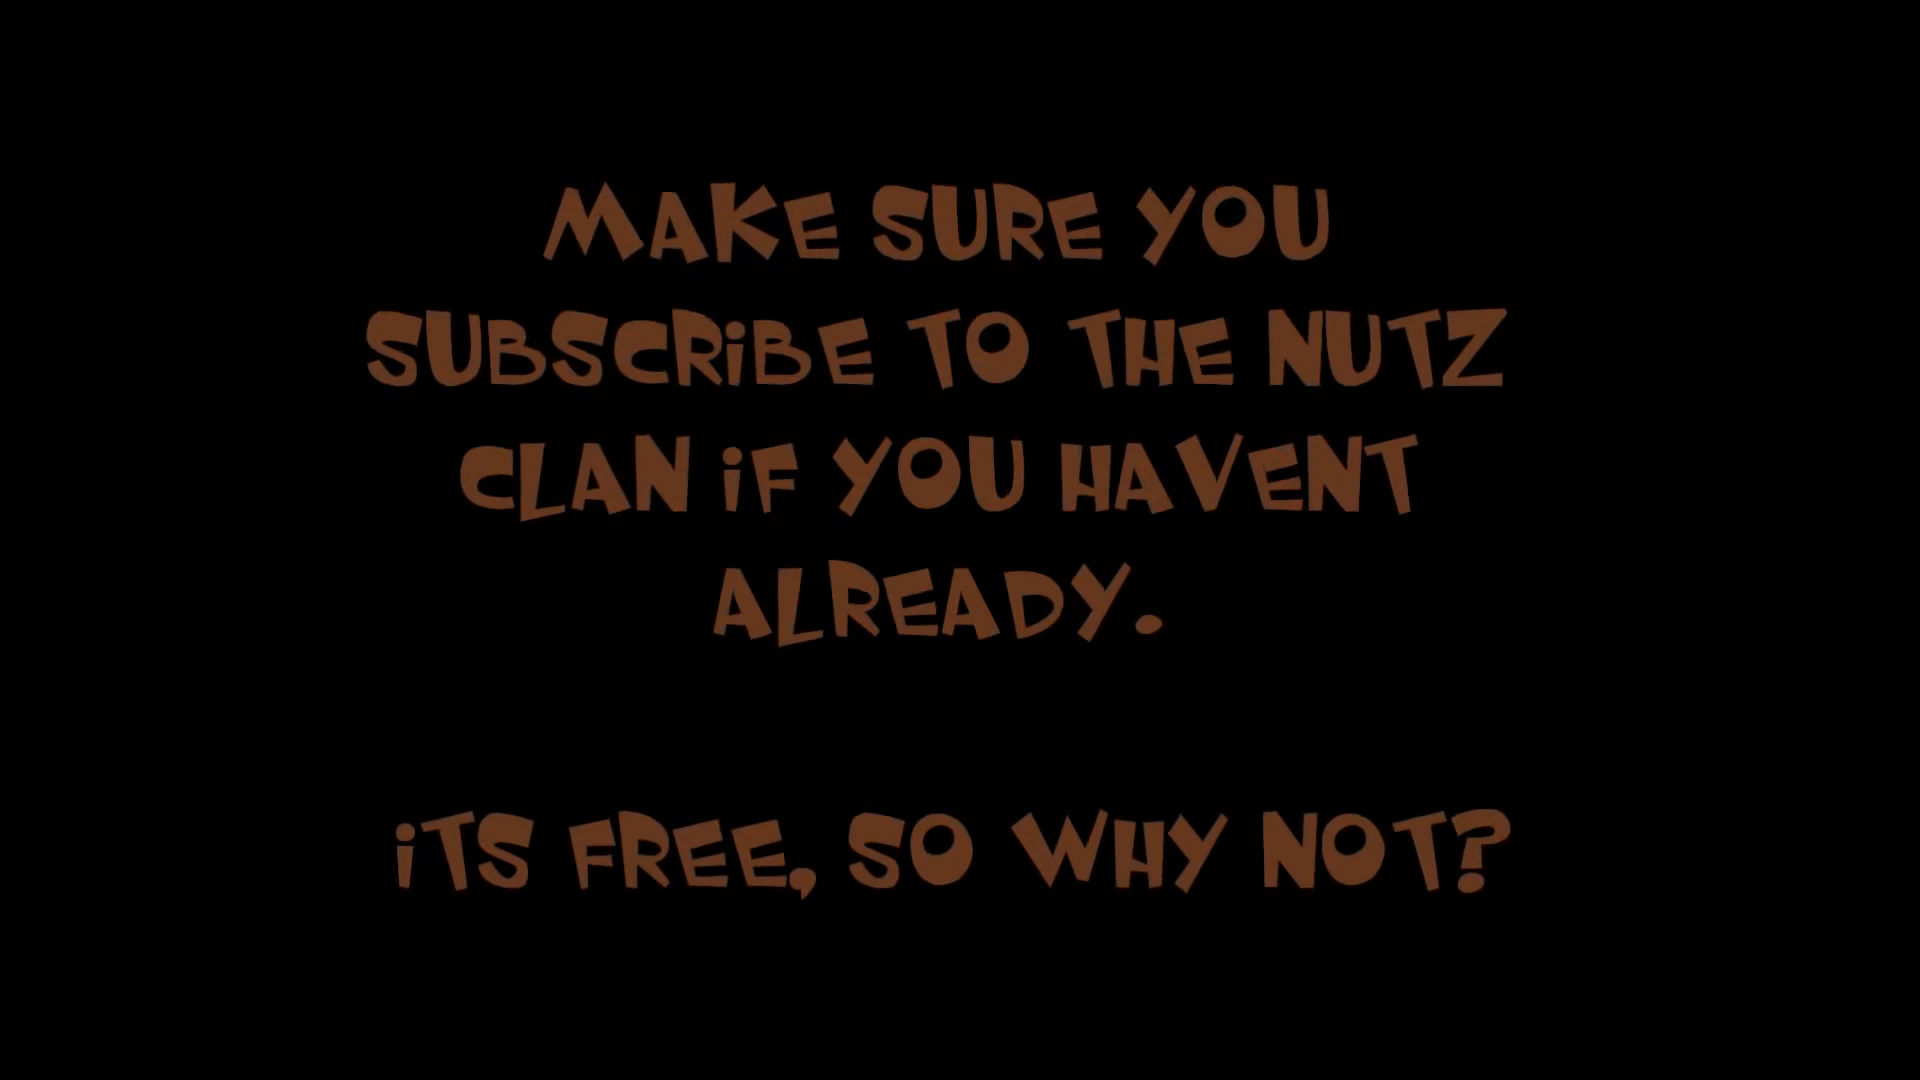 MAKE SURE YOU
SUBSCRiBE TO THE NUTZ
CLAN iF YOU HAVENT
ALREADY.
iTS FREE, SO WHY NOT?